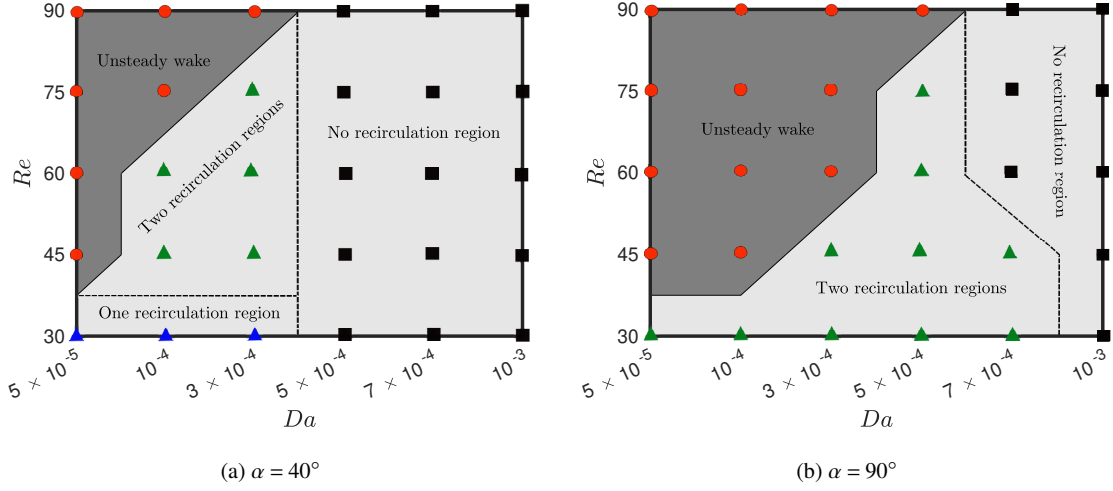 90
75
60
45
30
Re
Unsteady wake
Two recirculation regions
No recirculation region
One recirculation region
5 × 10⁻⁵
10⁻⁴
3 × 10⁻⁴
5 × 10⁻⁴
7 × 10⁻⁴
10⁻³
Da
(a) α = 40°
90
75
60
45
30
Re
Unsteady wake
No recirculation region
Two recirculation regions
5 × 10⁻⁵
10⁻⁴
3 × 10⁻⁴
5 × 10⁻⁴
7 × 10⁻⁴
10⁻³
Da
(b) α = 90°